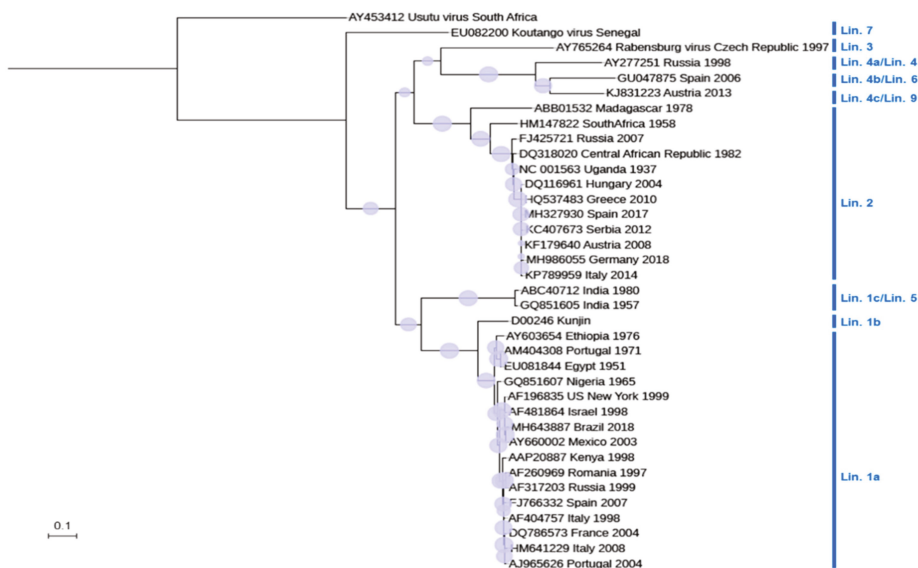 AY453412 Usutu virus South Africa
EU082200 Koutango virus Senegal
Lin. 7
AY765264 Rabensburg virus Czech Republic 1997
Lin. 3
AY277251 Russia 1998
Lin. 4a/Lin. 4
GU047875 Spain 2006
Lin. 4b/Lin. 6
KJ831223 Austria 2013
Lin. 4c/Lin. 9
ABB01532 Madagascar 1978
HM147822 SouthAfrica 1958
FJ425721 Russia 2007
DQ318020 Central African Republic 1982
NC 001563 Uganda 1937
DQ116961 Hungary 2004
HQ537483 Greece 2010
Lin. 2
MH327930 Spain 2017
KC407673 Serbia 2012
KF179640 Austria 2008
MH986055 Germany 2018
KP789959 Italy 2014
ABC40712 India 1980
Lin. 1c/Lin. 5
GQ851605 India 1957
D00246 Kunjin
Lin. 1b
AY603654 Ethiopia 1976
AM404308 Portugal 1971
EU081844 Egypt 1951
GQ851607 Nigeria 1965
AF196835 US New York 1999
AF481864 Israel 1998
MH643887 Brazil 2018
AY660002 Mexico 2003
AAP20887 Kenya 1998
AF260969 Romania 1997
Lin. 1a
AF317203 Russia 1999
FJ766332 Spain 2007
AF404757 Italy 1998
0.1
DQ786573 France 2004
HM641229 Italy 2008
AJ965626 Portugal 2004